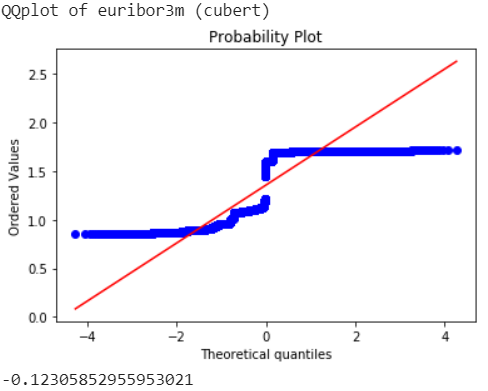 QQplot of euribor3m (cubert)
Probability Plot
2.5
2.0
1.5
1.0
0.5
0.0
Ordered Values
−4 −2 0 2 4
Theoretical quantiles
-0.12305852955953021